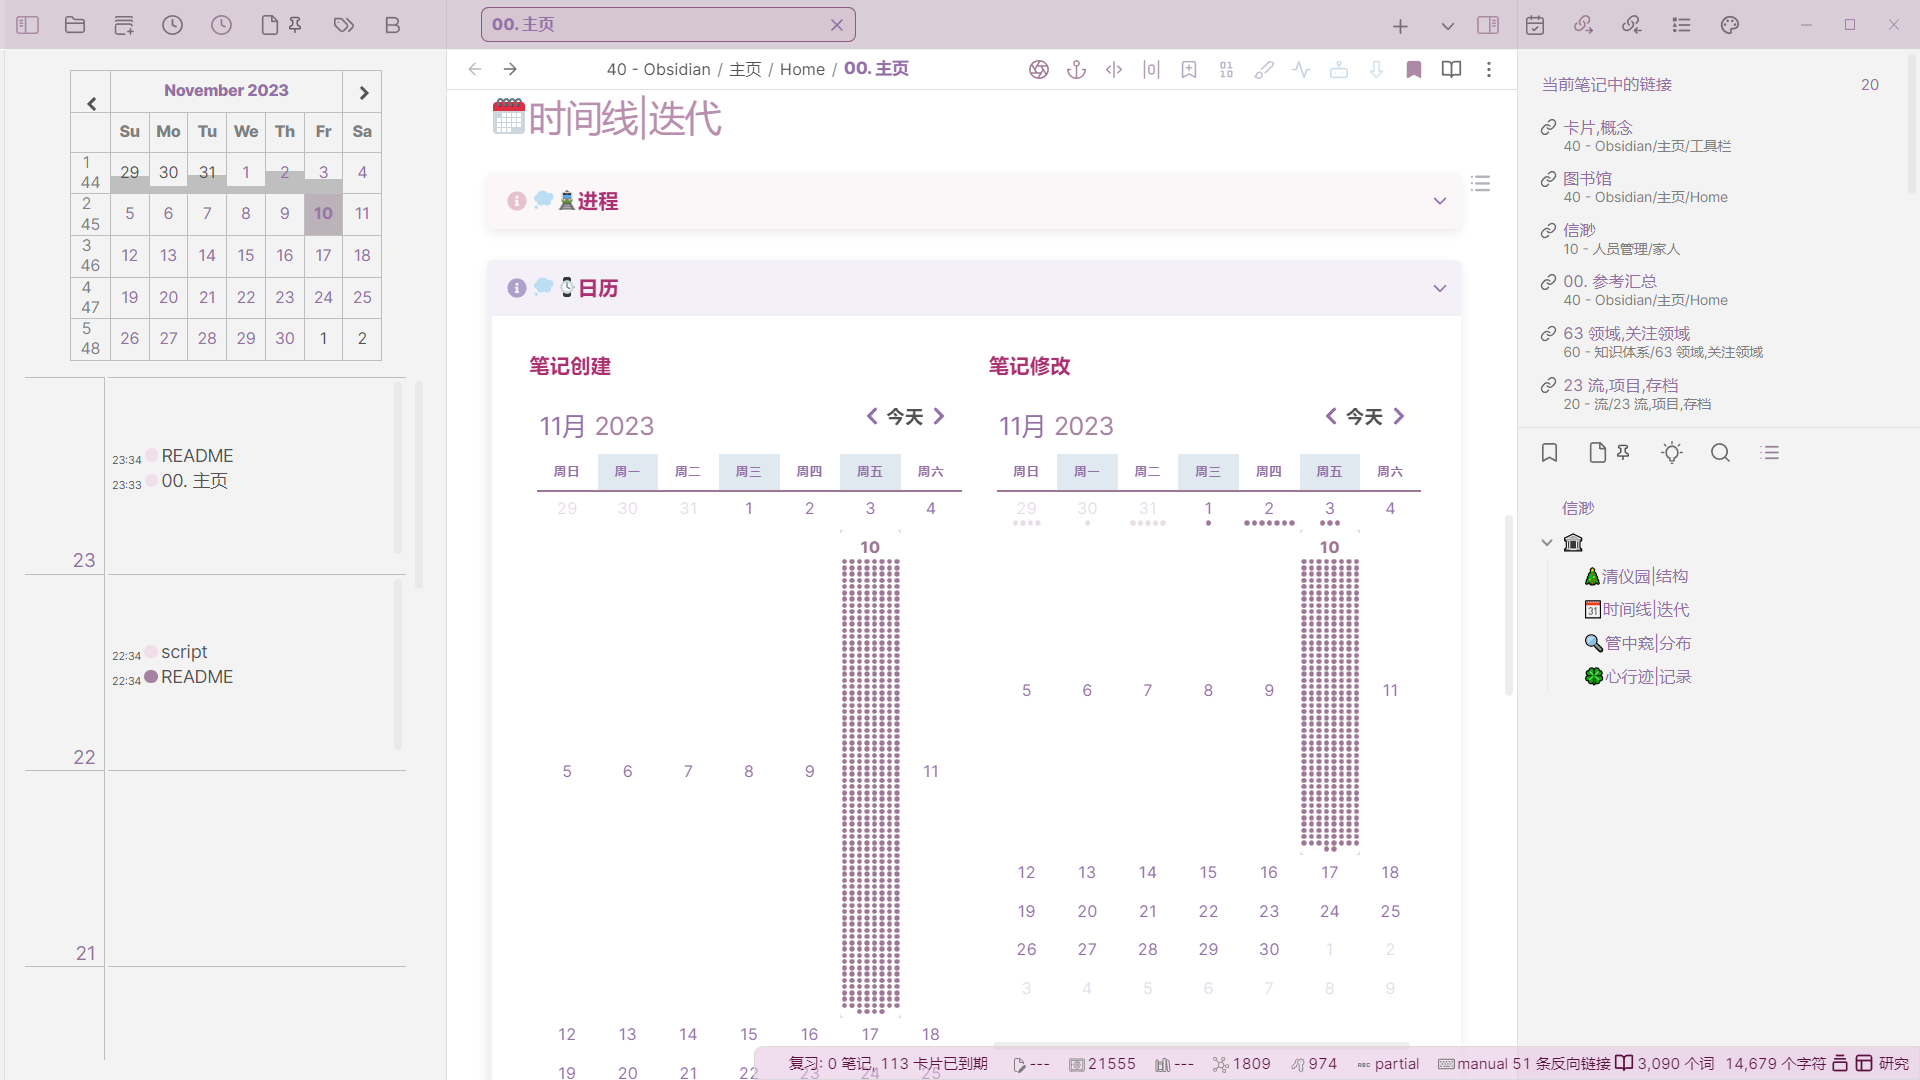 00. 主页
November 2023
Su Mo Tu We Th Fr Sa
1 44 29 30 31 1 2 3 4
2 45 5 6 7 8 9 10 11
3 46 12 13 14 15 16 17 18
4 47 19 20 21 22 23 24 25
5 48 26 27 28 29 30 1 2
23:34 README
23:33 00. 主页
23
22:34 script
22:34 README
22
21
40 - Obsidian / 主页 / Home / 00. 主页
时间线|迭代
进程
日历
笔记创建
11月 2023
今天
周日 周一 周二 周三 周四 周五 周六
29 30 31 1 2 3 4
5 6 7 8 9 10 11
12 13 14 15 16 17 18
19 20 21 22 23 24 25
笔记修改
11月 2023
今天
周日 周一 周二 周三 周四 周五 周六
29 30 31 1 2 3 4
5 6 7 8 9 10 11
12 13 14 15 16 17 18
19 20 21 22 23 24 25
26 27 28 29 30 1 2
3 4 5 6 7 8 9
当前笔记中的链接 20
卡片,概念
40 - Obsidian/主页/工具栏
图书馆
40 - Obsidian/主页/Home
信渺
10 - 人员管理/家人
00. 参考汇总
40 - Obsidian/主页/Home
63 领域,关注领域
60 - 知识体系/63 领域,关注领域
23 流,项目,存档
20 - 流/23 流,项目,存档
信渺
清仪园|结构
时间线|迭代
管中窥|分布
心行迹|记录
复习: 0 笔记, 113 卡片已到期 --- 21555 --- 1809 974 partial manual 51 条反向链接 3,090 个词 14,679 个字符 研究